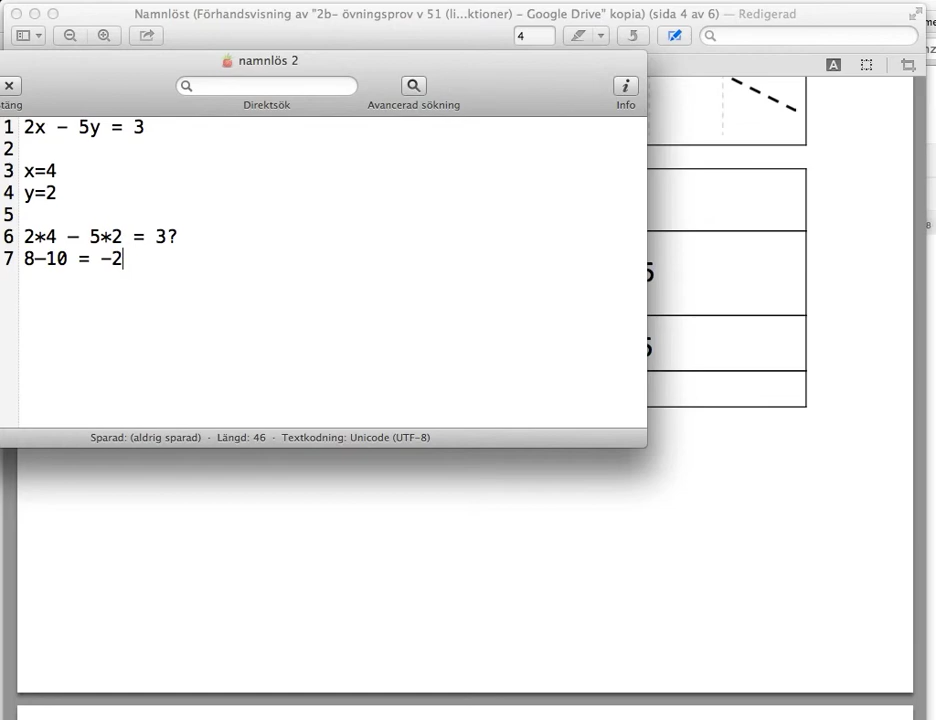 Namnlöst (Förhandsvisning av "2b- övningsprov v 51 (li...ktioner) – Google Drive" kopia) (sida 4 av 6) — Redigerad
4
namnlös 2
täng
Direktsök
Avancerad sökning
Info
1 2x – 5y = 3
2
3 x=4
4 y=2
5
6 2*4 – 5*2 = 3?
7 8–10 = -2
5
5
Sparad: (aldrig sparad) - Längd: 46 - Textkodning: Unicode (UTF-8)